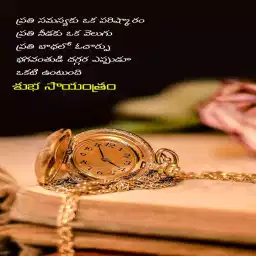 ప్రతి సమస్యకు ఒక పరిష్కారం
ప్రతి నీడకు ఒక వెలుగు
ప్రతి బాధలో ఓదార్పు
భగవంతుడి దగ్గర ఎప్పుడూ
ఒకటి ఉంటుంది
శుభ సాయంత్రం